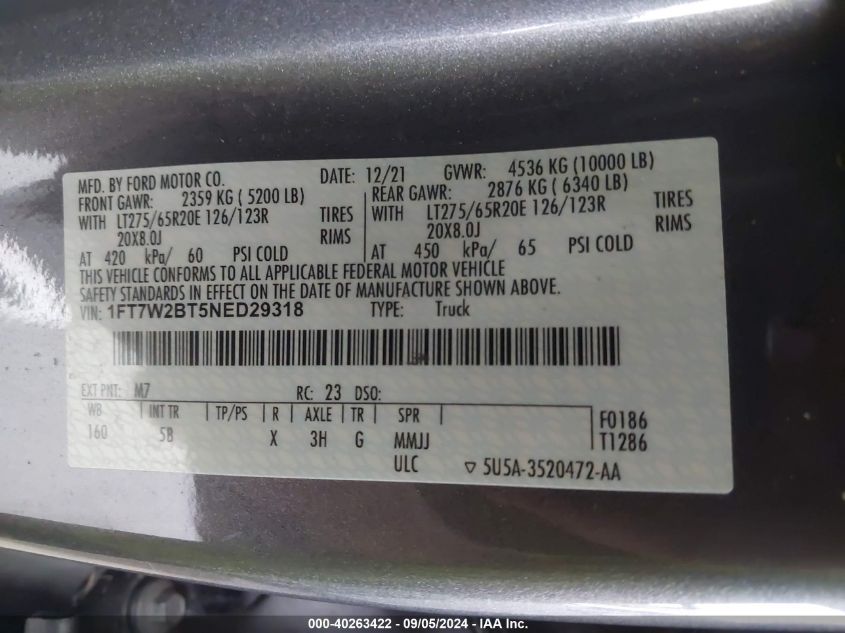 MFD. BY FORD MOTOR CO. DATE: 12/21 GVWR: 4536 KG (10000 LB)
FRONT GAWR: 2359 KG ( 5200 LB) REAR GAWR: 2876 KG ( 6340 LB)
WITH LT275/65R20E 126/123R TIRES WITH LT275/65R20E 126/123R TIRES
20X8.0J RIMS 20X8.0J RIMS
AT 420 kPa/ 60 PSI COLD AT 450 kPa/ 65 PSI COLD
THIS VEHICLE CONFORMS TO ALL APPLICABLE FEDERAL MOTOR VEHICLE
SAFETY STANDARDS IN EFFECT ON THE DATE OF MANUFACTURE SHOWN ABOVE.
VIN: 1FT7W2BT5NED29318 TYPE: Truck
EXT PNT: M7 RC: 23 DSO:
WB INT TR TP/PS R AXLE TR SPR F0186
160 5B X 3H G MMJJ T1286
ULC ▽ 5U5A-3520472-AA
000-40263422 - 09/05/2024 - WWW.IAAI.COM